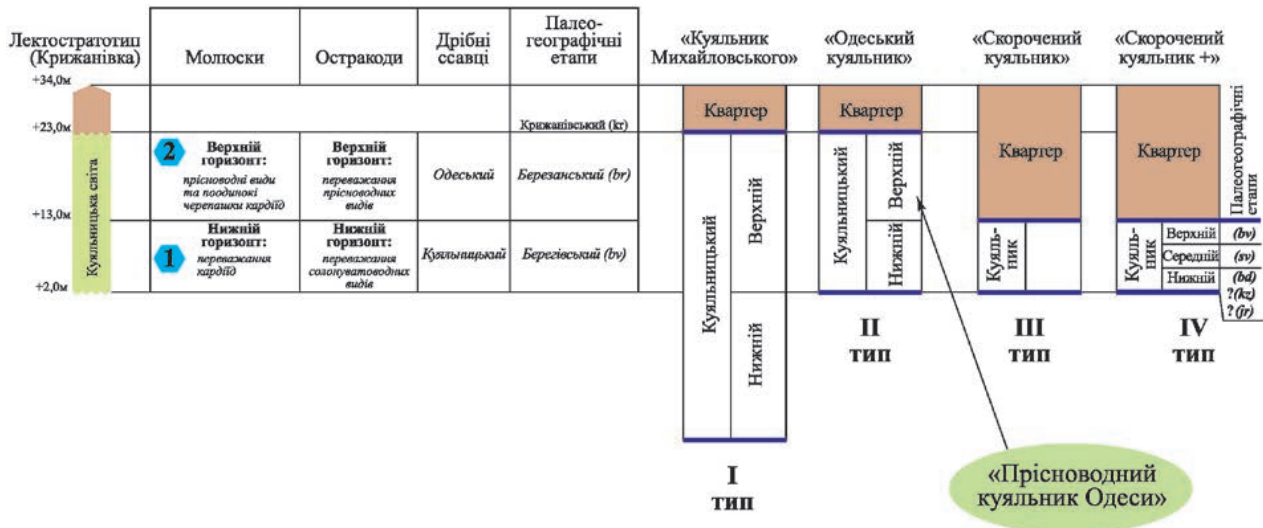 Лектостратотип
(Крижанівка)
Молюски
Остракоди
Дрібні
ссавці
Палео-
географічні
етапи
«Куяльник
Михайловського»
«Одеський
куяльник»
«Скорочений
куяльник»
«Скорочений
куяльник +»
+34,0м
+23,0м
+13,0м
+2,0м
Куяльницька світа
Крижанівський (kr)
2
Верхній
горизонт:
прісноводні види
та поодинокі
черепашки кардіїд
Верхній
горизонт:
переважання
прісноводних
видів
Одеський
Березанський (br)
1
Нижній
горизонт:
переважання
кардіїд
Нижній
горизонт:
переважання
солонуватоводних
видів
Куяльницький
Берегівський (bv)
Квартер
Куяльницький
Верхній
Нижній
I
тип
Квартер
Куяльницький
Верхній
Нижній
II
тип
Квартер
Куяль-
ник
III
тип
Квартер
Куяль-
ник
Верхній
Середній
Нижній
Палеогеографічні
етапи
(bv)
(sv)
(bd)
?(kz)
?(jr)
IV
тип
«Прісноводний
куяльник Одеси»